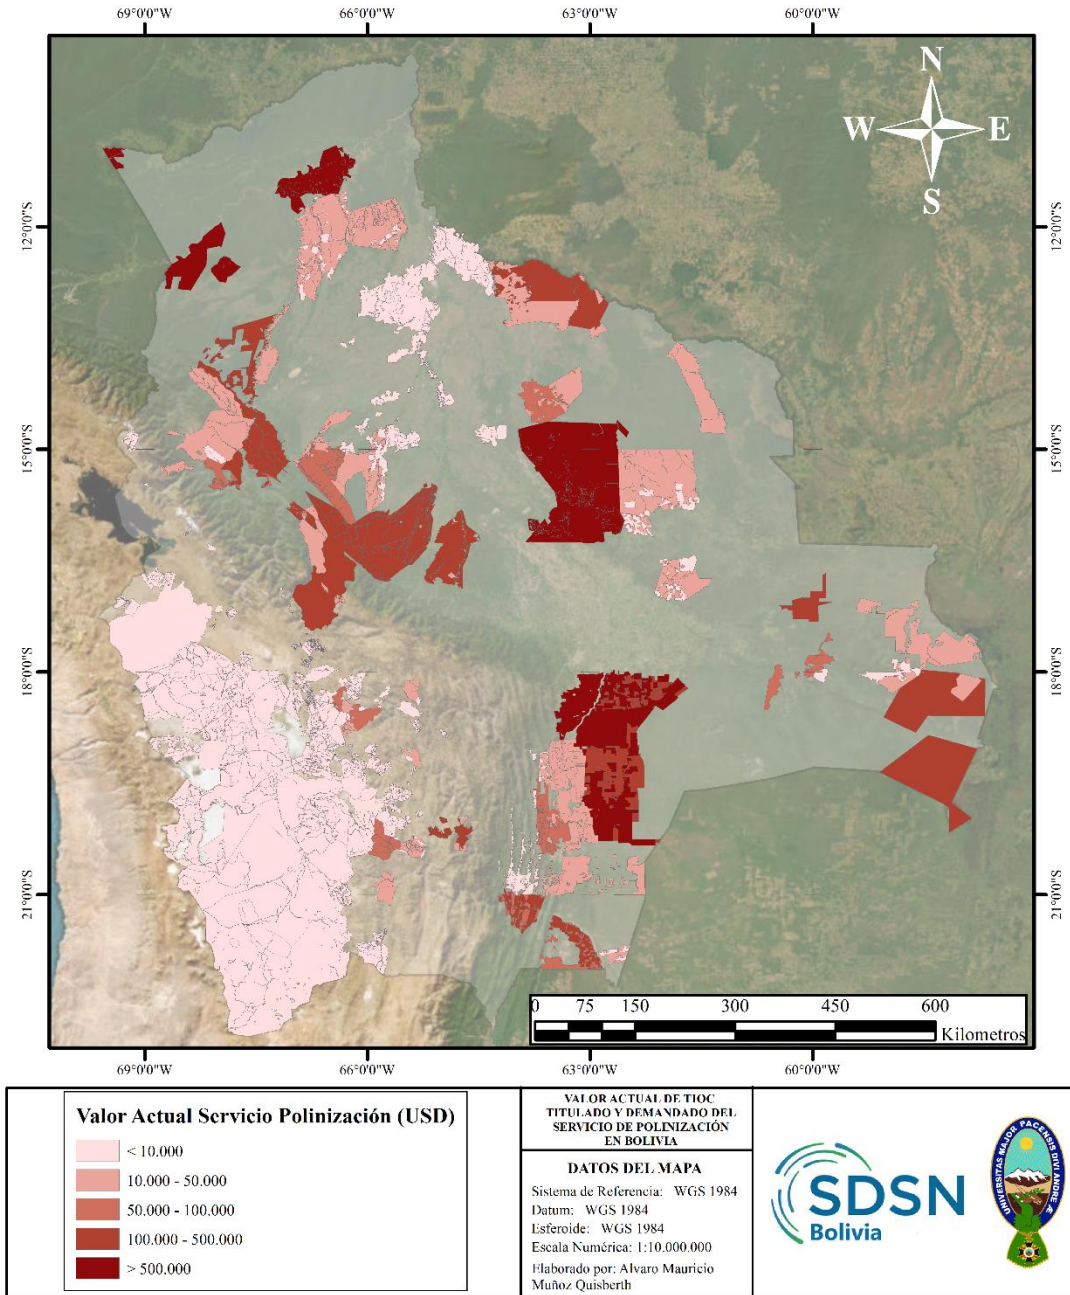 69°0'0"W 66°0'0"W 63°0'0"W 60°0'0"W
N
W E
S
12°0'0"S 12°0'0"S
15°0'0"S 15°0'0"S
18°0'0"S 18°0'0"S
21°0'0"S 21°0'0"S
0 75 150 300 450 600
Kilometros
69°0'0"W 66°0'0"W 63°0'0"W 60°0'0"W
Valor Actual Servicio Polinización (USD)
< 10.000
10.000 - 50.000
50.000 - 100.000
100.000 - 500.000
> 500.000
VALOR ACTUAL DE TIOC
TITULADO Y DEMANDADO DEL
SERVICIO DE POLINIZACIÓN
EN BOLIVIA
DATOS DEL MAPA
Sistema de Referencia: WGS 1984
Datum: WGS 1984
Esferoide: WGS 1984
Escala Numérica: 1:10.000.000
Elaborado por: Alvaro Mauricio
Muñoz Quisberth
SDSN
Bolivia
UNIVERSITAS MAJOR PACENSIS DIVI ANDRE Æ